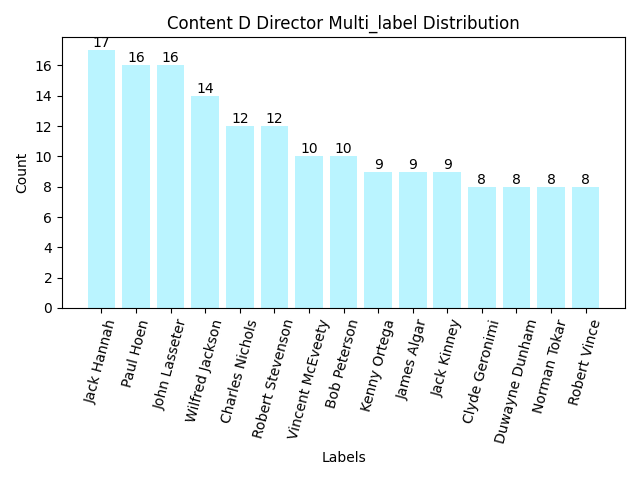 Content D Director Multi_label Distribution
17
16
16
14
12
12
10
10
9
9
9
8
8
8
8
Count
16
14
12
10
8
6
4
2
0
Jack Hannah
Paul Hoen
John Lasseter
Wilfred Jackson
Charles Nichols
Robert Stevenson
Vincent McEveety
Bob Peterson
Kenny Ortega
James Algar
Jack Kinney
Clyde Geronimi
Duwayne Dunham
Norman Tokar
Robert Vince
Labels